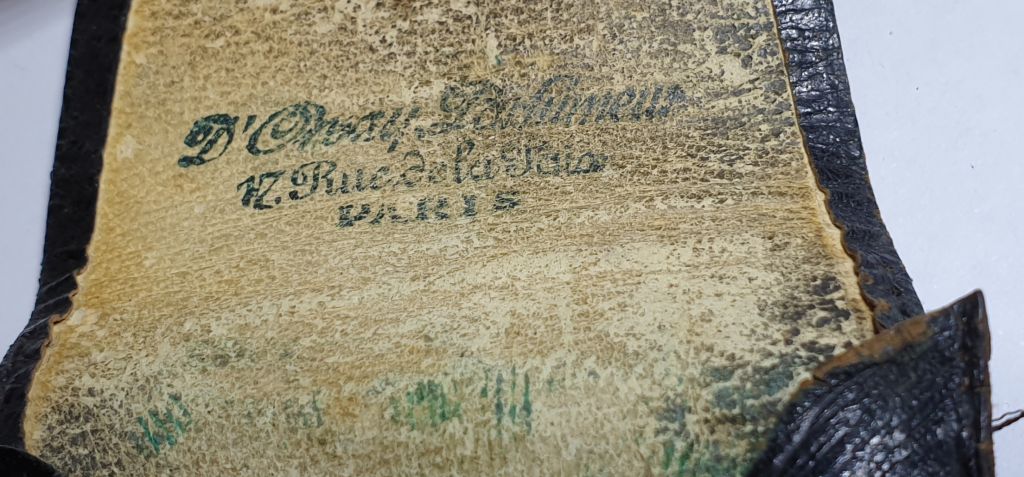 D'Orsay Parfumeur
17. Rue de la Paix
PARIS